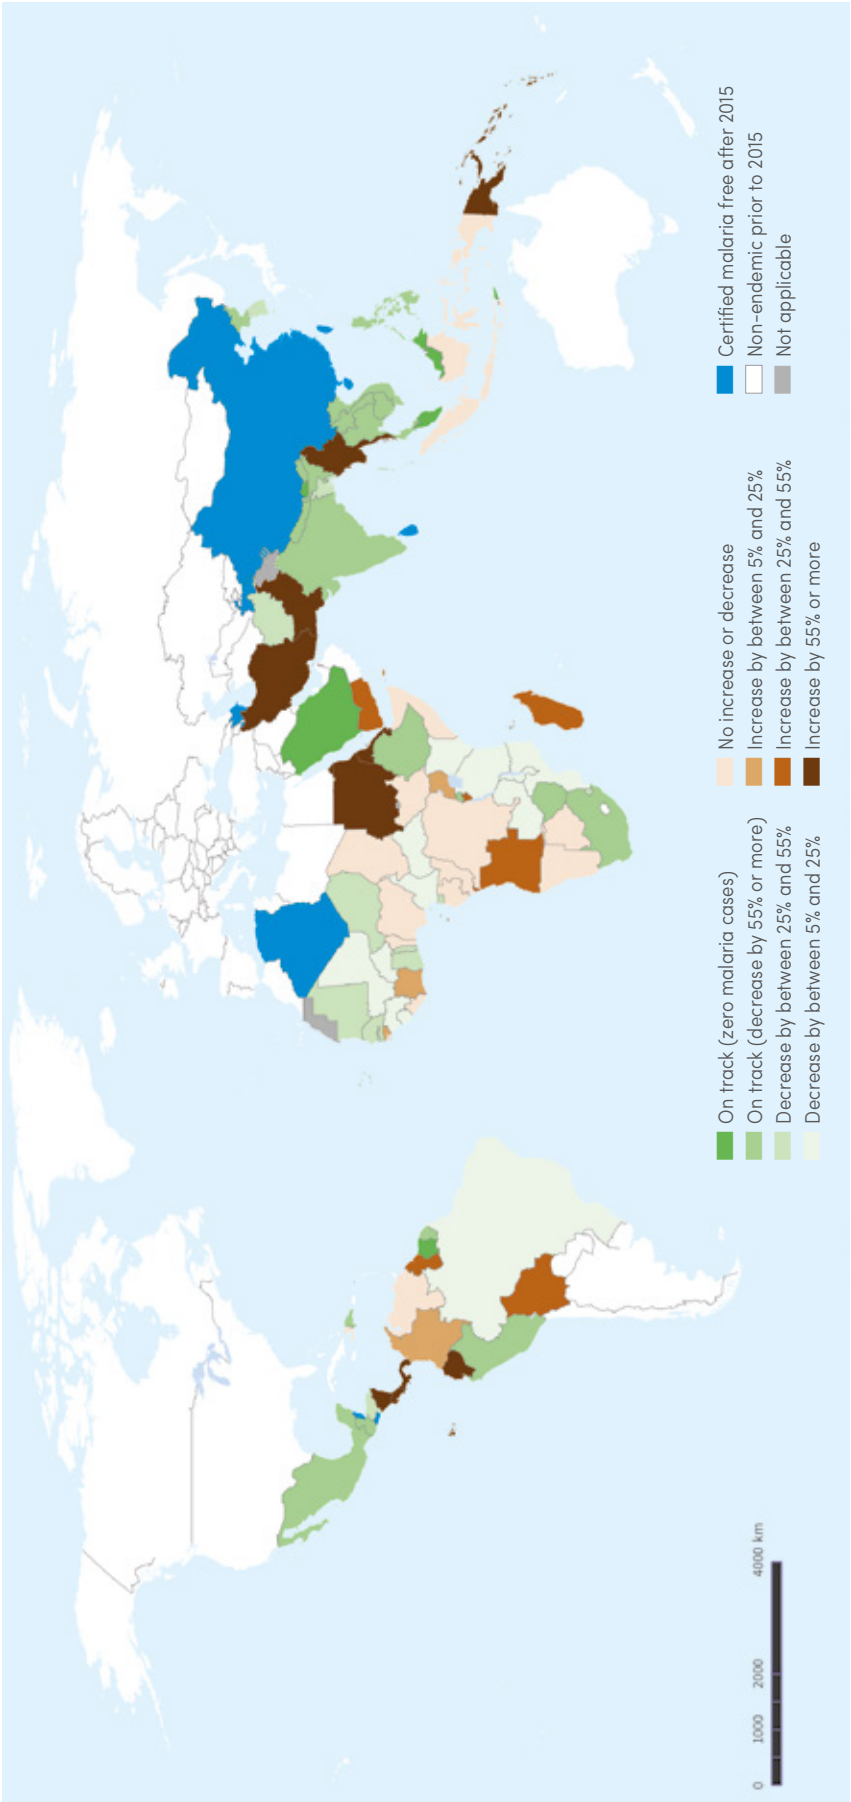 On track (zero malaria cases)
On track (decrease by 55% or more)
Decrease by between 25% and 55%
Decrease by between 5% and 25%
No increase or decrease
Increase by between 5% and 25%
Increase by between 25% and 55%
Increase by 55% or more
Certified malaria free after 2015
Non-endemic prior to 2015
Not applicable
0 1000 2000 4000 km